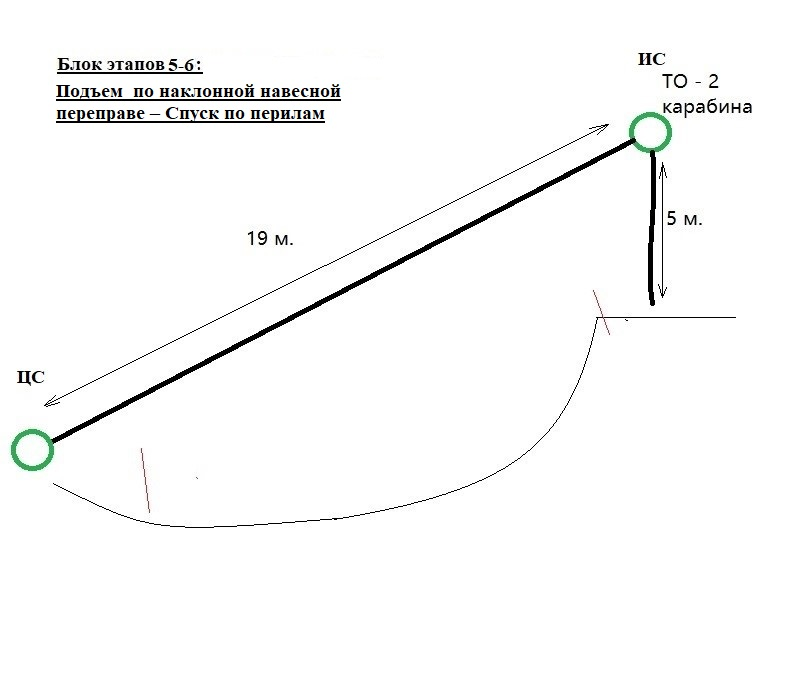 Блок этапов 5-6:
Подъем по наклонной навесной
переправе – Спуск по перилам
ИС
ТО - 2
карабина
19 м.
5 м.
ЦС